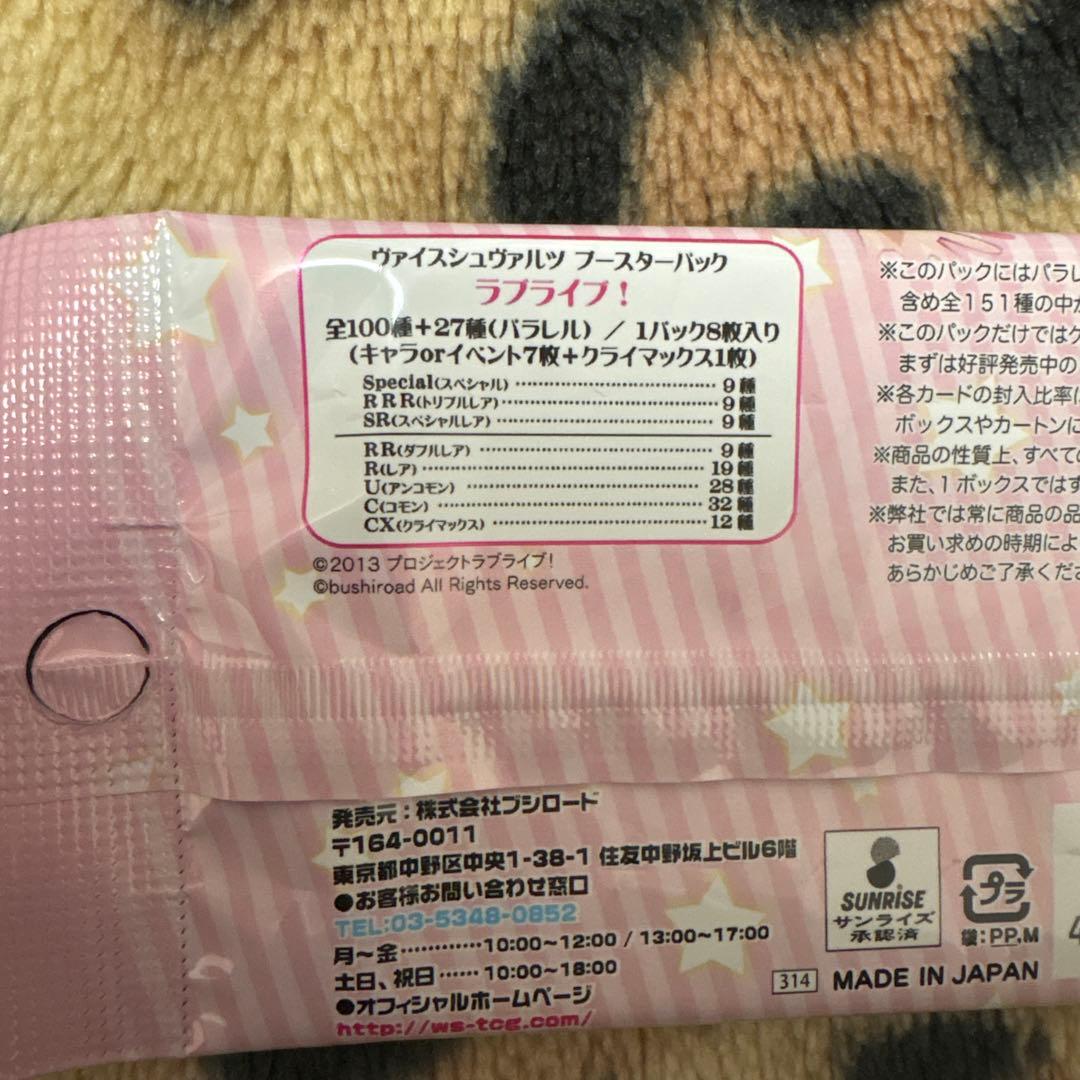 ヴァイスシュヴァルツ ブースターパック
ラブライブ！
全100種＋27種(パラレル) ／ 1パック8枚入り
(キャラorイベント7枚＋クライマックス1枚)
Special(スペシャル) ………………………… 9種
RRR(トリプルレア) ………………………… 9種
SR(スペシャルレア) ………………………… 9種
RR(ダブルレア) ………………………… 9種
R(レア) ………………………… 19種
U(アンコモン) ………………………… 28種
C(コモン) ………………………… 32種
CX(クライマックス) ………………………… 12種
©2013 プロジェクトラブライブ！
©bushiroad All Rights Reserved.
※このパックにはパラレ
含め全151種の中か
※このパックだけではゲ
まずは好評発売中の
※各カードの封入比率は
ボックスやカートンに
※商品の性質上、すべての
また、1ボックスではす
※弊社では常に商品の品
お買い求めの時期によ
あらかじめご了承くださ
発売元：株式会社ブシロード
〒164-0011
東京都中野区中央1-38-1 住友中野坂上ビル6階
●お客様お問い合わせ窓口
TEL:03-5348-0852
月～金…………10:00～12:00 / 13:00～17:00
土日、祝日……10:00～18:00
●オフィシャルホームページ
http://ws-tcg.com/
SUNRISE
サンライズ
承認済
プラ
袋：PP,M
314 MADE IN JAPAN